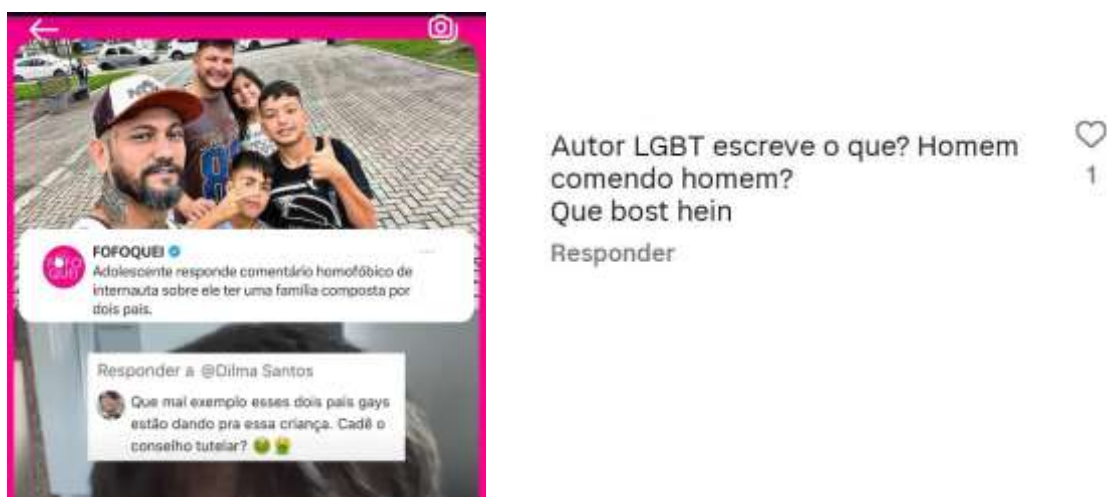 FOFOQUEI
Adolescente responde comentário homofóbico de
internauta sobre ele ter uma família composta por
dois pais.
Responder a @Dilma Santos
Que mal exemplo esses dois pais gays
estão dando pra essa criança. Cadê o
conselho tutelar?
Autor LGBT escreve o que? Homem
comendo homem?
Que bost hein
Responder
1